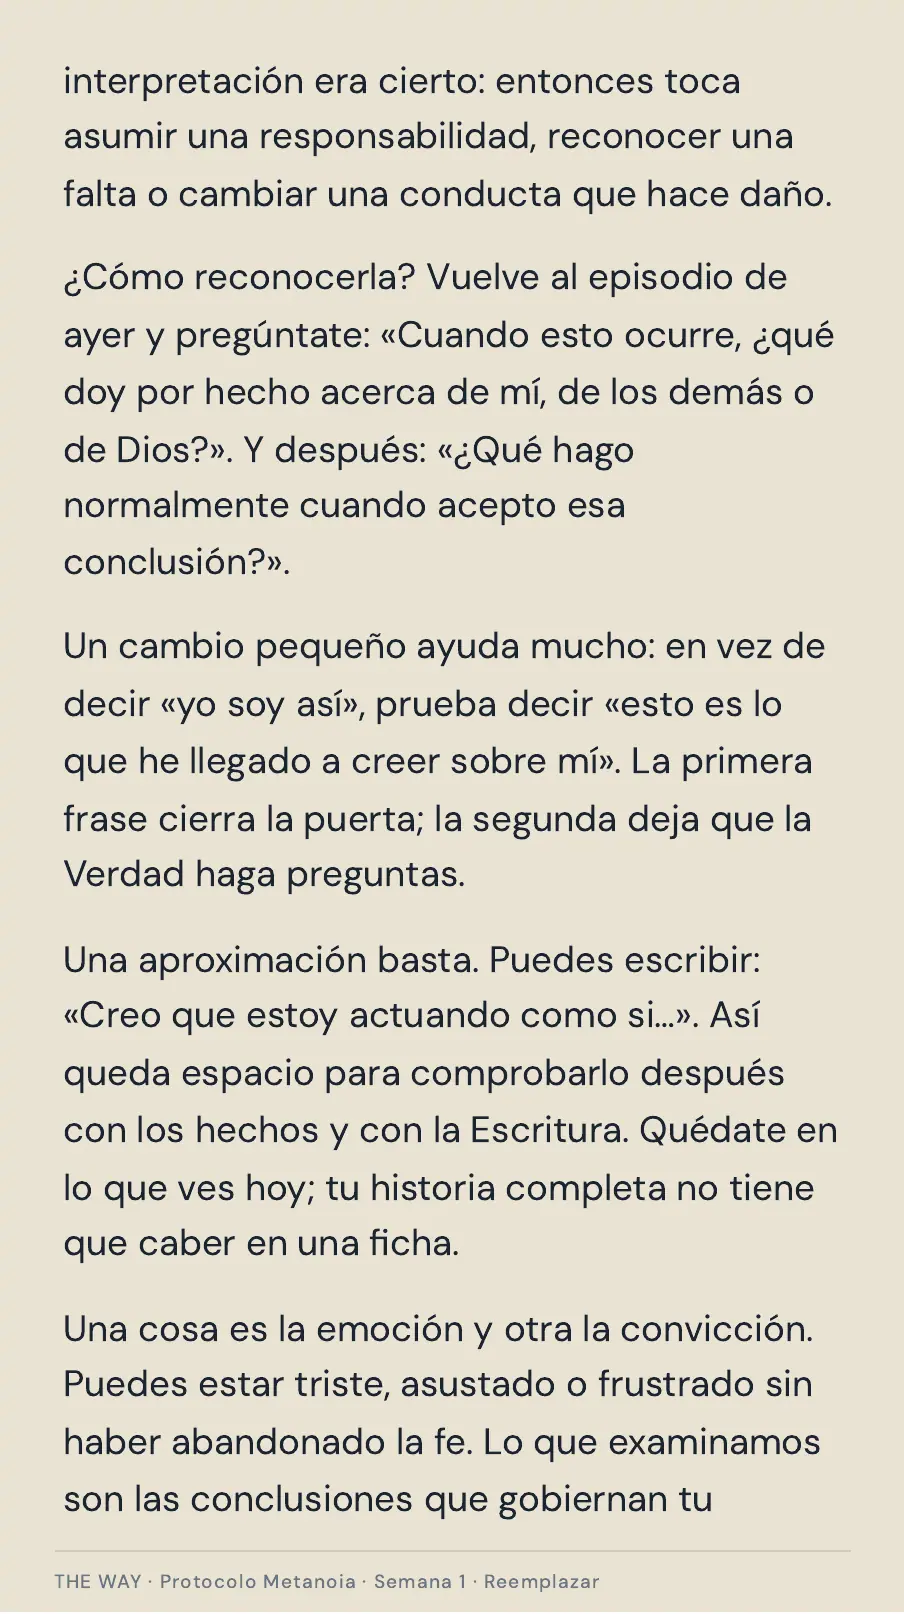 interpretación era cierto: entonces toca
asumir una responsabilidad, reconocer una
falta o cambiar una conducta que hace daño.
¿Cómo reconocerla? Vuelve al episodio de
ayer y pregúntate: «Cuando esto ocurre, ¿qué
doy por hecho acerca de mí, de los demás o
de Dios?». Y después: «¿Qué hago
normalmente cuando acepto esa
conclusión?».
Un cambio pequeño ayuda mucho: en vez de
decir «yo soy así», prueba decir «esto es lo
que he llegado a creer sobre mí». La primera
frase cierra la puerta; la segunda deja que la
Verdad haga preguntas.
Una aproximación basta. Puedes escribir:
«Creo que estoy actuando como si…». Así
queda espacio para comprobarlo después
con los hechos y con la Escritura. Quédate en
lo que ves hoy; tu historia completa no tiene
que caber en una ficha.
Una cosa es la emoción y otra la convicción.
Puedes estar triste, asustado o frustrado sin
haber abandonado la fe. Lo que examinamos
son las conclusiones que gobiernan tu
THE WAY · Protocolo Metanoia · Semana 1 · Reemplazar